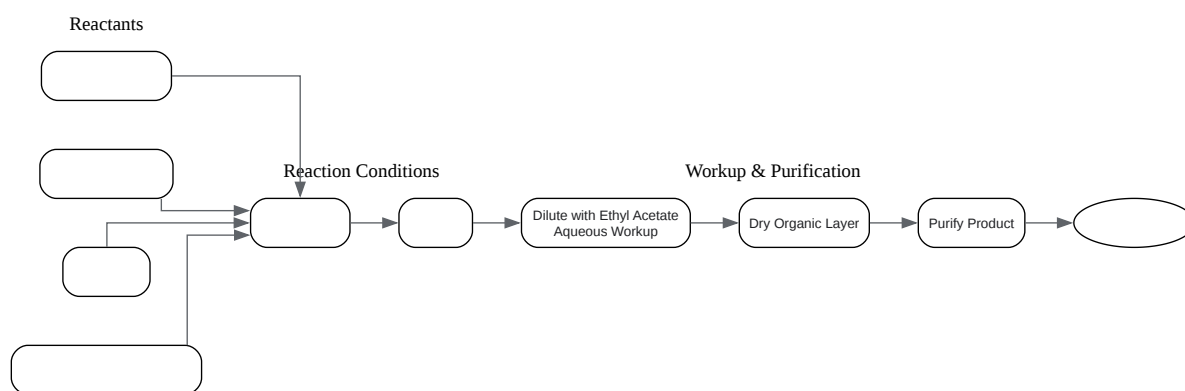 Reactants
Reaction Conditions
Workup & Purification
Dilute with Ethyl Acetate
Aqueous Workup
Dry Organic Layer
Purify Product